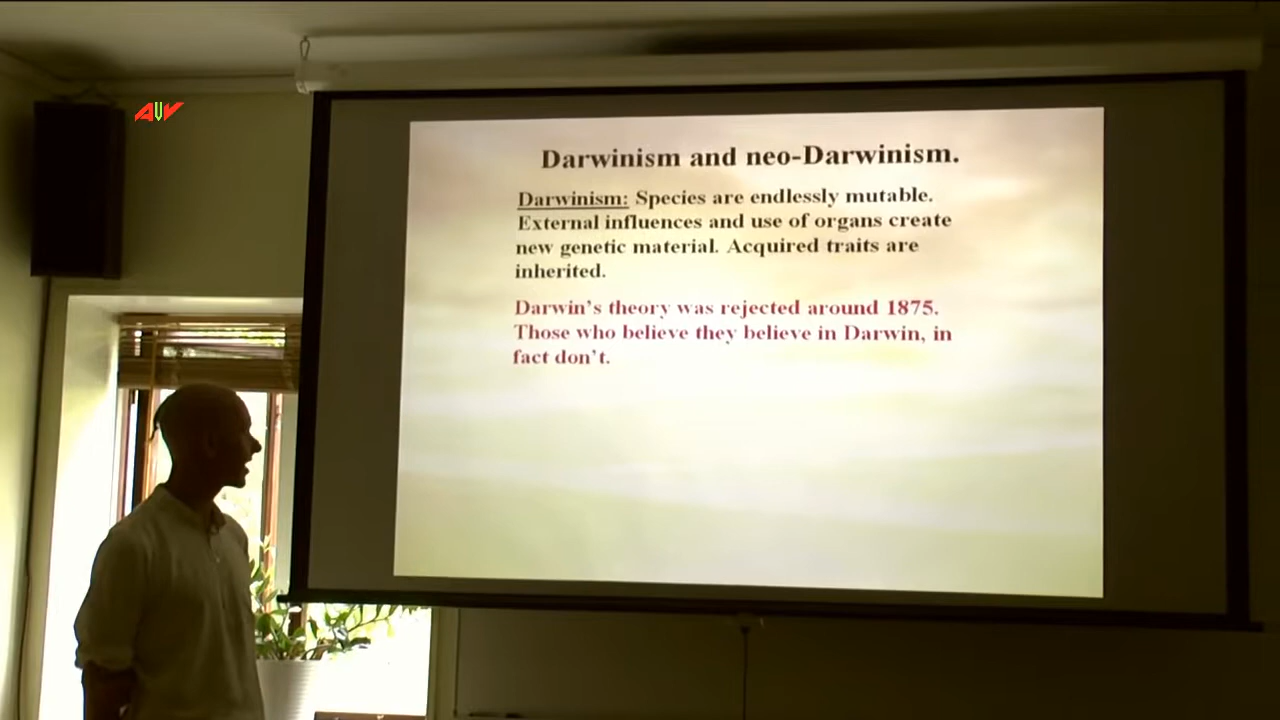 AVV
Darwinism and neo-Darwinism.
Darwinism: Species are endlessly mutable.
External influences and use of organs create
new genetic material. Acquired traits are
inherited.
Darwin's theory was rejected around 1875.
Those who believe they believe in Darwin, in
fact don't.